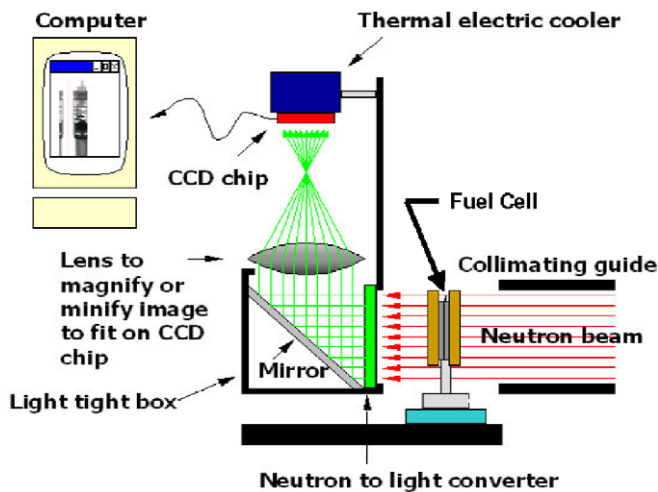 Computer
Thermal electric cooler
CCD chip
Fuel Cell
Lens to
magnify or
minify image
to fit on CCD
chip
Collimating guide
Neutron beam
Mirror
Light tight box
Neutron to light converter